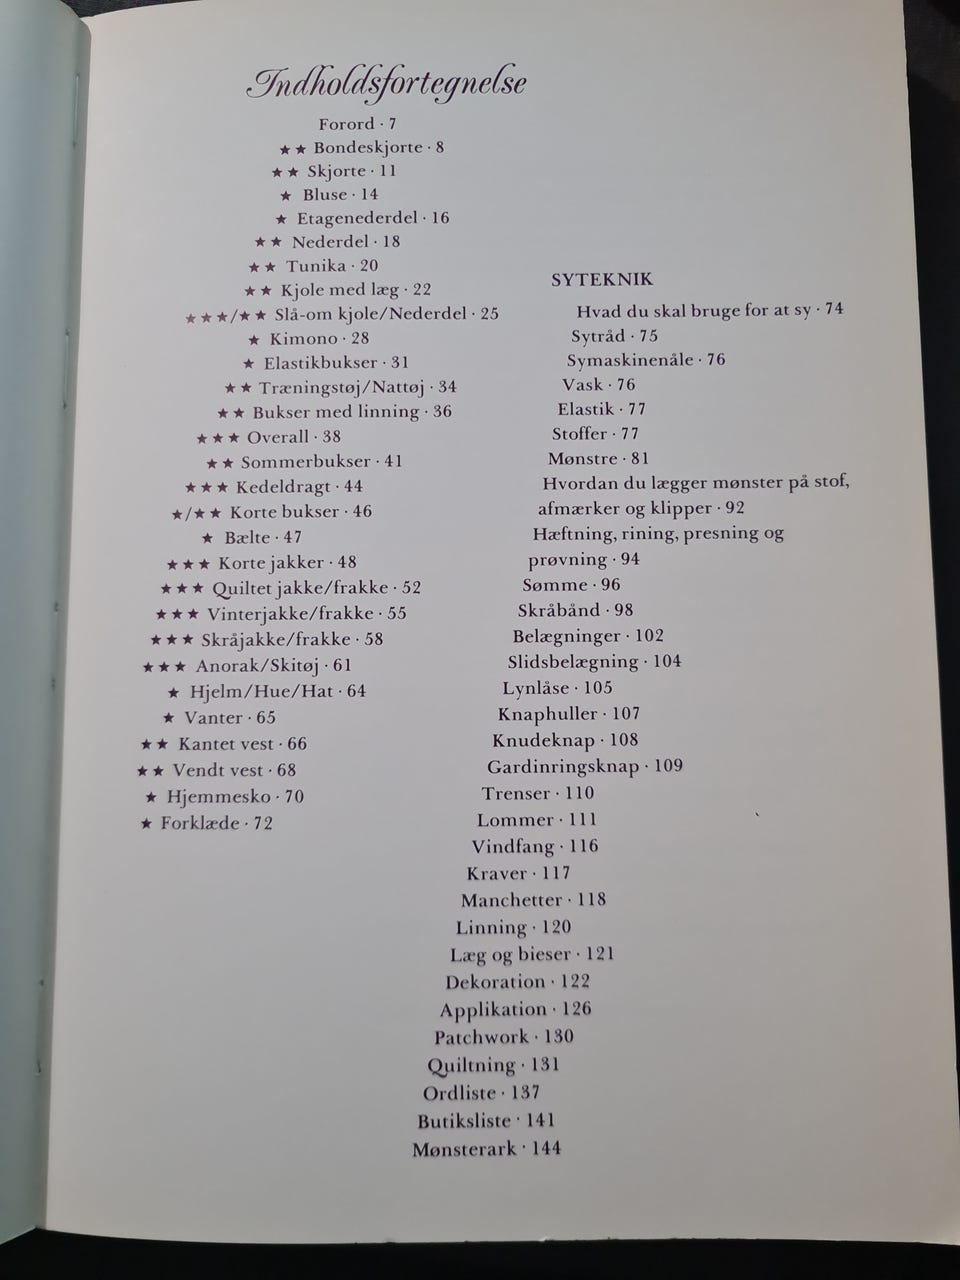 Indholdsfortegnelse
Forord · 7
★★ Bondeskjorte · 8
★★ Skjorte · 11
★ Bluse · 14
★ Etagenederdel · 16
★★ Nederdel · 18
★★ Tunika · 20
★★ Kjole med læg · 22
★★★/★★ Slå-om kjole/Nederdel · 25
★ Kimono · 28
★ Elastikbukser · 31
★★ Træningstøj/Nattøj · 34
★★ Bukser med linning · 36
★★★ Overall · 38
★★ Sommerbukser · 41
★★★ Kedeldragt · 44
★/★★ Korte bukser · 46
★ Bælte · 47
★★★ Korte jakker · 48
★★★ Quiltet jakke/frakke · 52
★★★ Vinterjakke/frakke · 55
★★★ Skråjakke/frakke · 58
★★★ Anorak/Skitøj · 61
★ Hjelm/Hue/Hat · 64
★ Vanter · 65
★★ Kantet vest · 66
★★ Vendt vest · 68
★ Hjemmesko · 70
★ Forklæde · 72
SYTEKNIK
Hvad du skal bruge for at sy · 74
Sytråd · 75
Symaskinenåle · 76
Vask · 76
Elastik · 77
Stoffer · 77
Mønstre · 81
Hvordan du lægger mønster på stof,
afmærker og klipper · 92
Hæftning, rining, presning og
prøvning · 94
Sømme · 96
Skråbånd · 98
Belægninger · 102
Slidsbelægning · 104
Lynlåse · 105
Knaphuller · 107
Knudeknap · 108
Gardinringsknap · 109
Trenser · 110
Lommer · 111
Vindfang · 116
Kraver · 117
Manchetter · 118
Linning · 120
Læg og bieser · 121
Dekoration · 122
Applikation · 126
Patchwork · 130
Quiltning · 131
Ordliste · 137
Butiksliste · 141
Mønsterark · 144